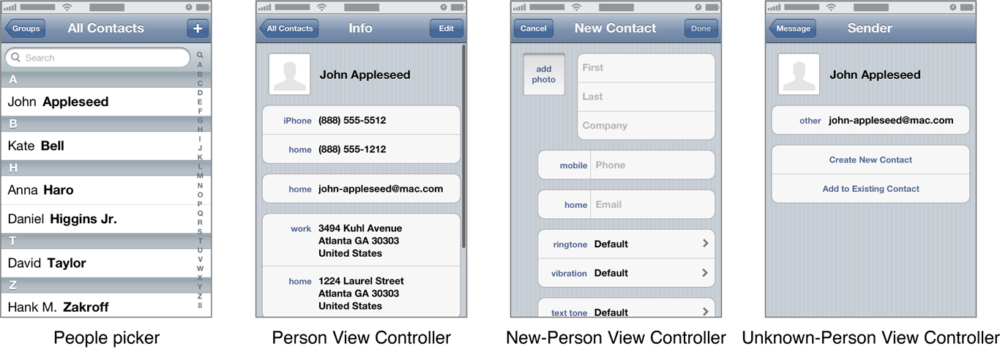 Groups
All Contacts
+
Search
A
John Appleseed
B
Kate Bell
H
Anna Haro
Daniel Higgins Jr.
T
David Taylor
Z
Hank M. Zakroff
A
B
C
D
E
F
G
H
I
J
K
L
M
N
O
P
Q
R
S
T
U
V
W
X
Y
Z
#
People picker
All Contacts
Info
Edit
John Appleseed
iPhone (888) 555-5512
home (888) 555-1212
home john-appleseed@mac.com
work 3494 Kuhl Avenue
Atlanta GA 30303
United States
home 1224 Laurel Street
Atlanta GA 30303
United States
Person View Controller
Cancel
New Contact
Done
add
photo
First
Last
Company
mobile Phone
home Email
ringtone Default
vibration Default
text tone Default
New-Person View Controller
Message
Sender
John Appleseed
other john-appleseed@mac.com
Create New Contact
Add to Existing Contact
Unknown-Person View Controller